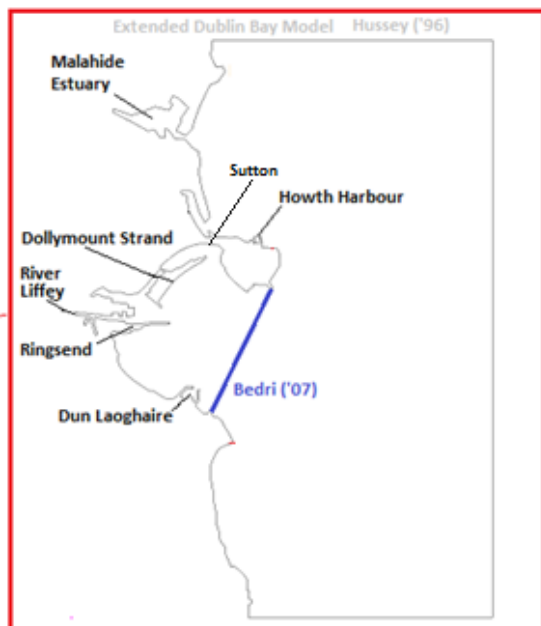 Extended Dublin Bay Model Hussey ('96)
Malahide
Estuary
Sutton
Howth Harbour
Dollymount Strand
River
Liffey
Ringsend
Bedri ('07)
Dun Laoghaire